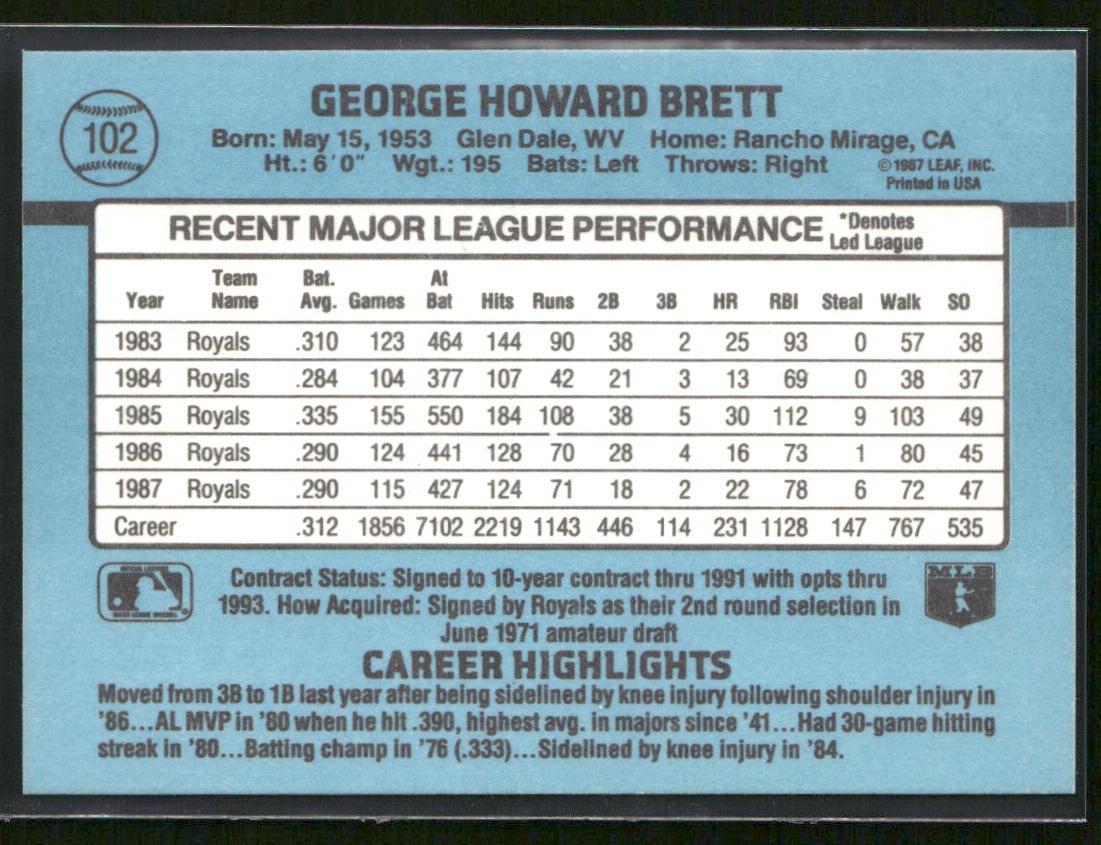 102
GEORGE HOWARD BRETT
Born: May 15, 1953 Glen Dale, WV Home: Rancho Mirage, CA
Ht.: 6'0" Wgt.: 195 Bats: Left Throws: Right
©1987 LEAF, INC.
Printed in USA
RECENT MAJOR LEAGUE PERFORMANCE *Denotes
Led League
Year Team Name Bat. Avg. Games At Bat Hits Runs 2B 3B HR RBI Steal Walk SO
1983 Royals .310 123 464 144 90 38 2 25 93 0 57 38
1984 Royals .284 104 377 107 42 21 3 13 69 0 38 37
1985 Royals .335 155 550 184 108 38 5 30 112 9 103 49
1986 Royals .290 124 441 128 70 28 4 16 73 1 80 45
1987 Royals .290 115 427 124 71 18 2 22 78 6 72 47
Career .312 1856 7102 2219 1143 446 114 231 1128 147 767 535
OFFICIAL LICENSEE
MAJOR LEAGUE BASEBALL
MLB
Contract Status: Signed to 10-year contract thru 1991 with opts thru
1993. How Acquired: Signed by Royals as their 2nd round selection in
June 1971 amateur draft
CAREER HIGHLIGHTS
Moved from 3B to 1B last year after being sidelined by knee injury following shoulder injury in
'86...AL MVP in '80 when he hit .390, highest avg. in majors since '41...Had 30-game hitting
streak in '80...Batting champ in '76 (.333)...Sidelined by knee injury in '84.